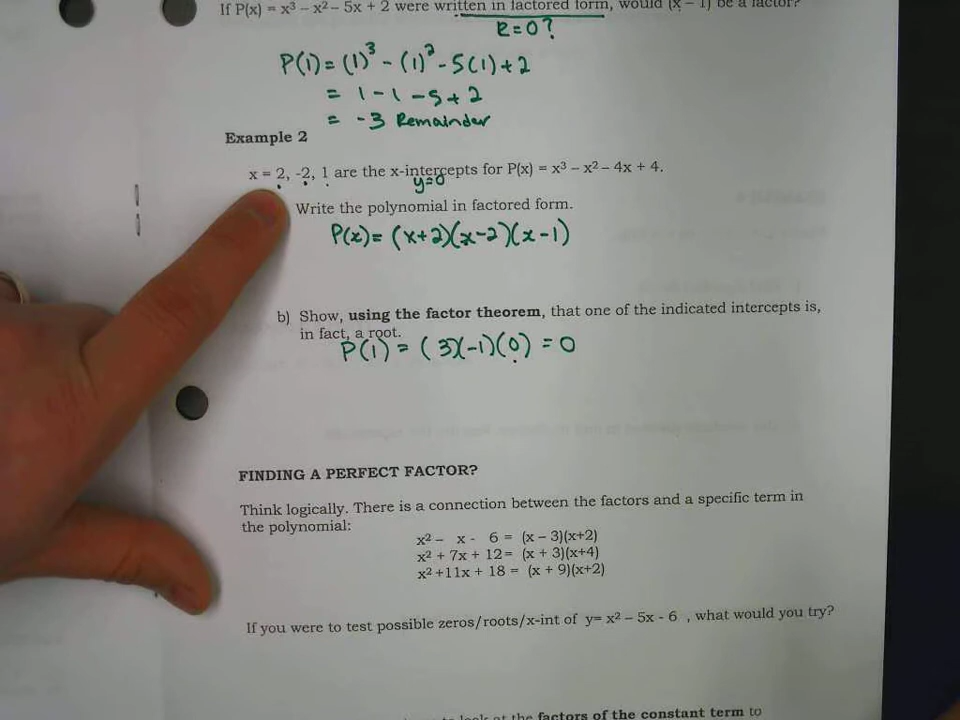 If P(x) = x³ – x² – 5x + 2 were written in factored form, would (x – 1) be a factor?
R=0?
P(1) = (1)³ - (1)² - 5(1) + 2
= 1 - 1 - 5 + 2
= -3 Remainder
Example 2
x = 2, -2, 1 are the x-intercepts for P(x) = x³ – x² – 4x + 4.
y=0
Write the polynomial in factored form.
P(x) = (x+2)(x-2)(x-1)
b) Show, using the factor theorem, that one of the indicated intercepts is,
in fact, a root.
P(1) = (3)(-1)(0) = 0
FINDING A PERFECT FACTOR?
Think logically. There is a connection between the factors and a specific term in
the polynomial:
x² – x - 6 = (x – 3)(x+2)
x² + 7x + 12 = (x + 3)(x+4)
x² +11x + 18 = (x + 9)(x+2)
If you were to test possible zeros/roots/x-int of y= x² – 5x - 6 , what would you try?
look at the factors of the constant term to